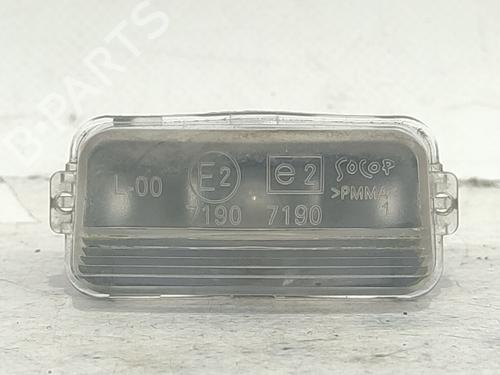 B-PARTS
L-00 E2 e2 SOCOP
>PMMA<
7190 7190 1